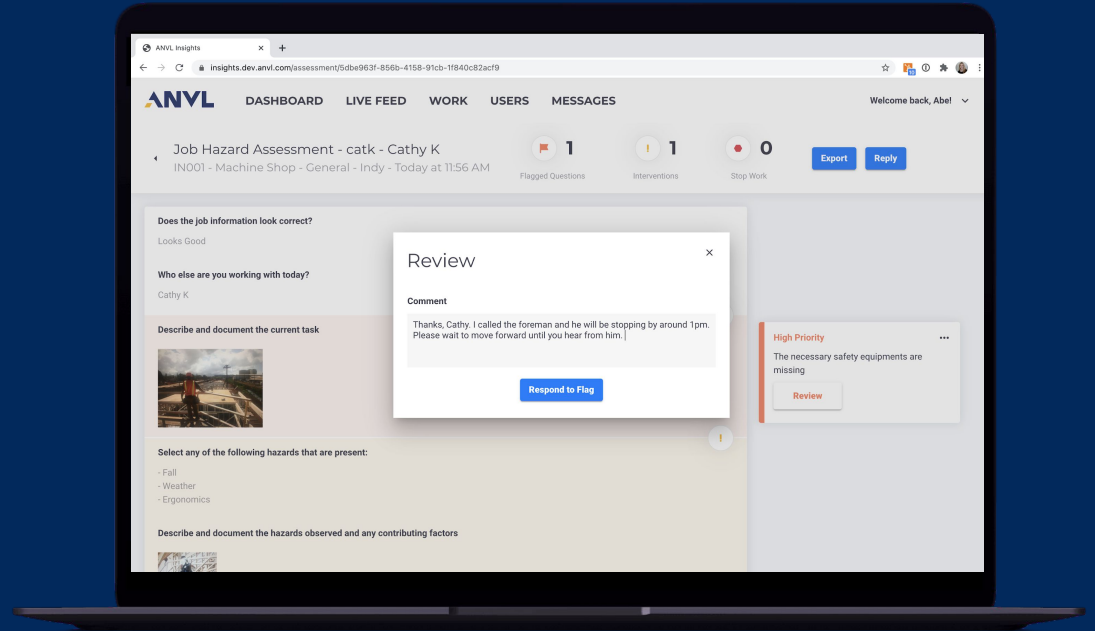 ANVL Insights
insights.dev.anvl.com/assessment/5dbe963f-856b-4158-91cb-1f840c82acf9
ANVL DASHBOARD LIVE FEED WORK USERS MESSAGES Welcome back, Abe!
Job Hazard Assessment - catk - Cathy K
IN001 - Machine Shop - General - Indy - Today at 11:56 AM
1
Flagged Questions
1
Interventions
0
Stop Work
Export
Reply
Does the job information look correct?
Looks Good
Who else are you working with today?
Cathy K
Describe and document the current task
Select any of the following hazards that are present:
- Fall
- Weather
- Ergonomics
Describe and document the hazards observed and any contributing factors
Review
Comment
Thanks, Cathy. I called the foreman and he will be stopping by around 1pm.
Please wait to move forward until you hear from him.
Respond to Flag
High Priority
The necessary safety equipments are
missing
Review